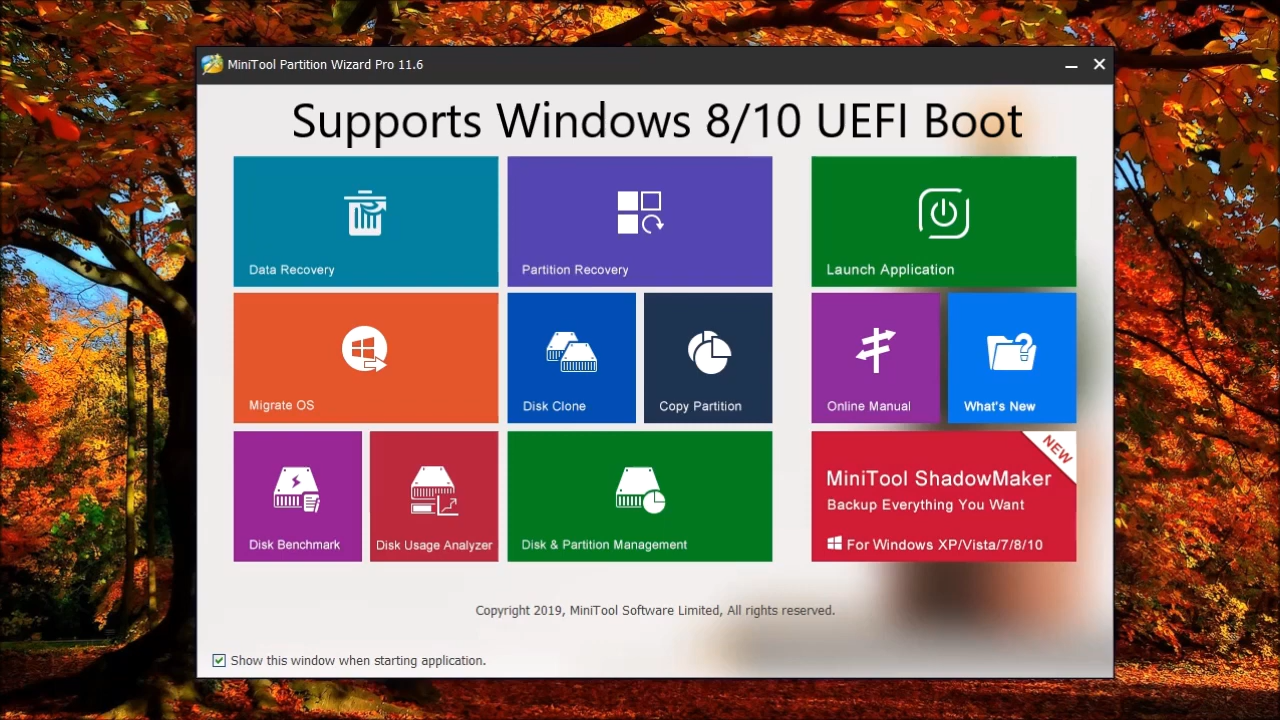 MiniTool Partition Wizard Pro 11.6
Supports Windows 8/10 UEFI Boot
Data Recovery
Partition Recovery
Launch Application
Migrate OS
Disk Clone
Copy Partition
Online Manual
What's New
Disk Benchmark
Disk Usage Analyzer
Disk & Partition Management
NEW
MiniTool ShadowMaker
Backup Everything You Want
For Windows XP/Vista/7/8/10
Copyright 2019, MiniTool Software Limited, All rights reserved.
Show this window when starting application.